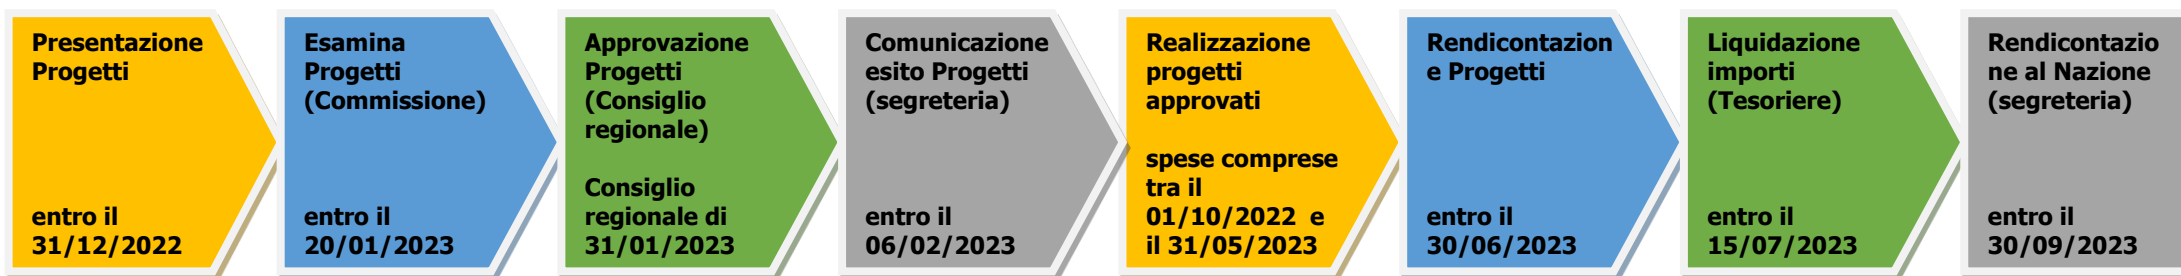 Presentazione
Progetti
entro il
31/12/2022
Esamina
Progetti
(Commissione)
entro il
20/01/2023
Approvazione
Progetti
(Consiglio
regionale)
Consiglio
regionale di
31/01/2023
Comunicazione
esito Progetti
(segreteria)
entro il
06/02/2023
Realizzazione
progetti
approvati
spese comprese
tra il
01/10/2022 e
il 31/05/2023
Rendicontazion
e Progetti
entro il
30/06/2023
Liquidazione
importi
(Tesoriere)
entro il
15/07/2023
Rendicontazio
ne al Nazione
(segreteria)
entro il
30/09/2023